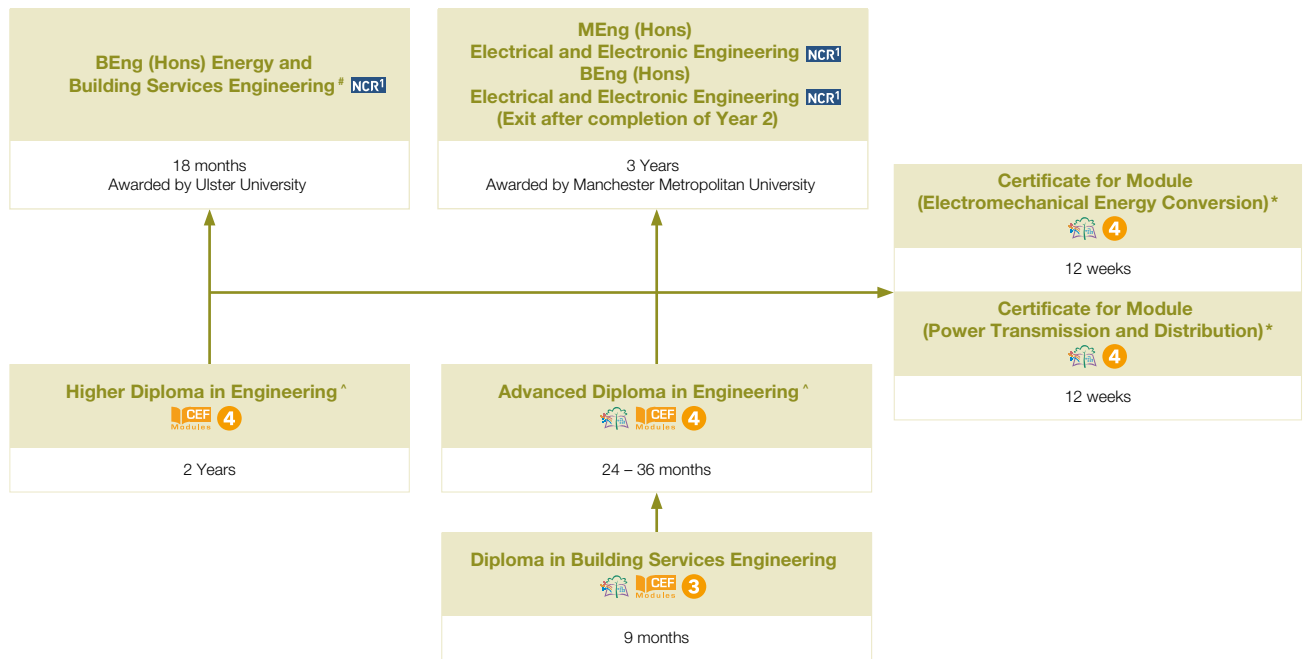 BEng (Hons) Energy and
Building Services Engineering # NCR1
18 months
Awarded by Ulster University
MEng (Hons)
Electrical and Electronic Engineering NCR1
BEng (Hons)
Electrical and Electronic Engineering NCR1
(Exit after completion of Year 2)
3 Years
Awarded by Manchester Metropolitan University
Certificate for Module
(Electromechanical Energy Conversion)*
4
12 weeks
Certificate for Module
(Power Transmission and Distribution)*
4
12 weeks
Higher Diploma in Engineering ^
CEF Modules 4
2 Years
Advanced Diploma in Engineering ^
CEF Modules 4
24 – 36 months
Diploma in Building Services Engineering
CEF Modules 3
9 months